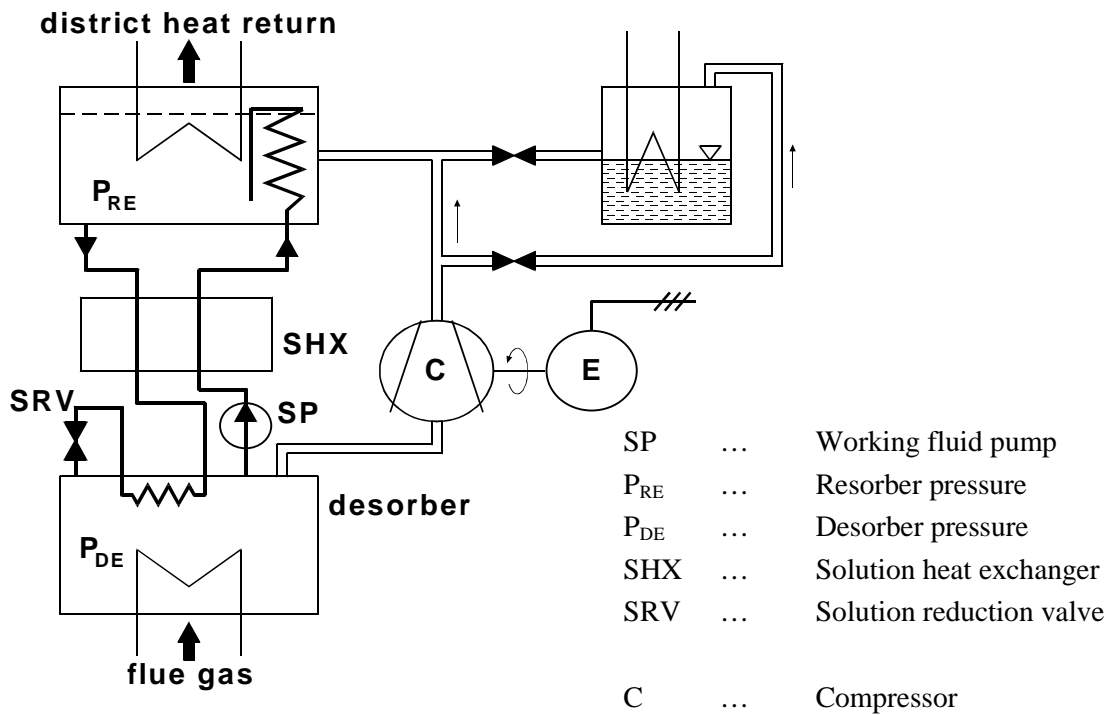 district heat return
P_RE
SHX
SRV
SP
C
E
desorber
P_DE
flue gas
SP … Working fluid pump
P_RE … Resorber pressure
P_DE … Desorber pressure
SHX … Solution heat exchanger
SRV … Solution reduction valve
C … Compressor